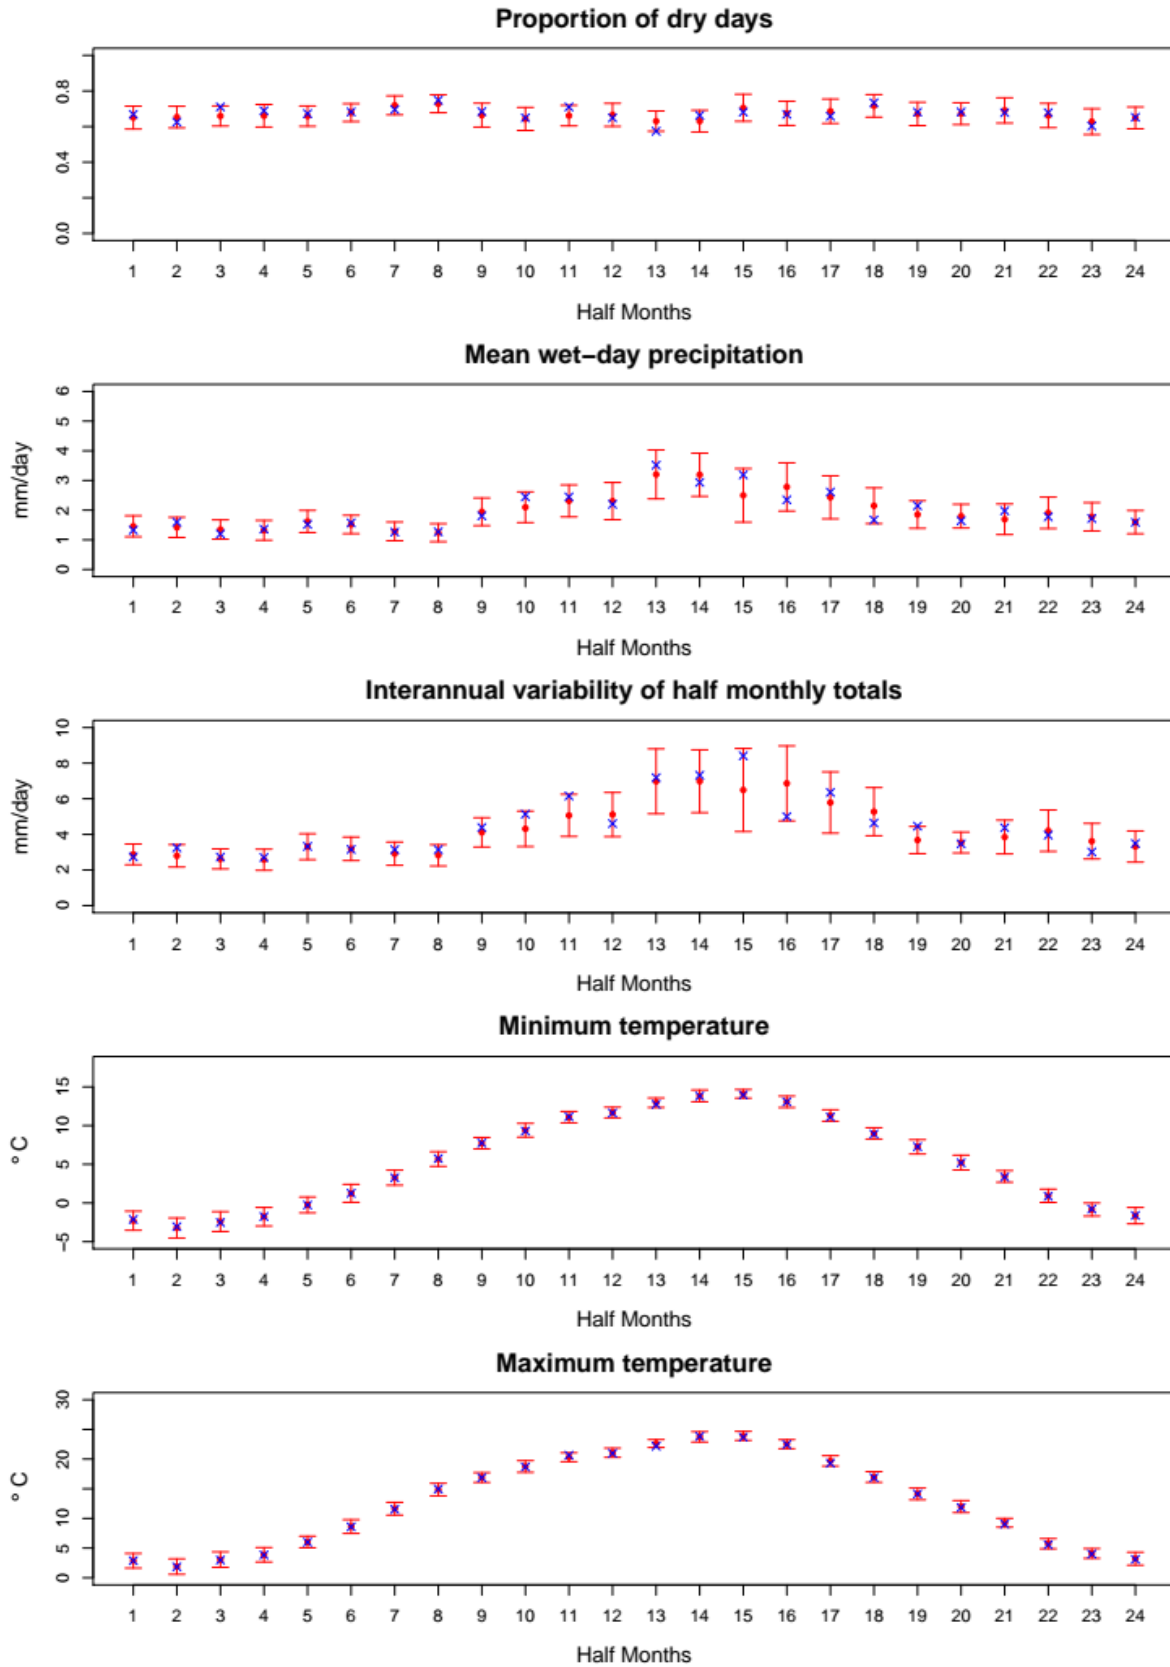 Proportion of dry days
0.0 0.4 0.8
1 2 3 4 5 6 7 8 9 10 11 12 13 14 15 16 17 18 19 20 21 22 23 24
Half Months
Mean wet−day precipitation
mm/day
0 1 2 3 4 5 6
1 2 3 4 5 6 7 8 9 10 11 12 13 14 15 16 17 18 19 20 21 22 23 24
Half Months
Interannual variability of half monthly totals
mm/day
0 2 4 6 8 10
1 2 3 4 5 6 7 8 9 10 11 12 13 14 15 16 17 18 19 20 21 22 23 24
Half Months
Minimum temperature
° C
−5 0 5 10 15
1 2 3 4 5 6 7 8 9 10 11 12 13 14 15 16 17 18 19 20 21 22 23 24
Half Months
Maximum temperature
° C
0 5 10 20 30
1 2 3 4 5 6 7 8 9 10 11 12 13 14 15 16 17 18 19 20 21 22 23 24
Half Months